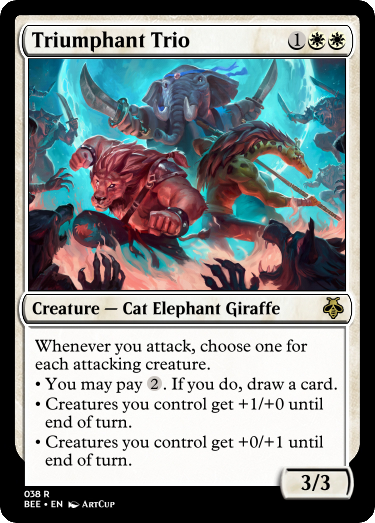 Triumphant Trio 1
Creature — Cat Elephant Giraffe
Whenever you attack, choose one for
each attacking creature.
• You may pay 2. If you do, draw a card.
• Creatures you control get +1/+0 until
end of turn.
• Creatures you control get +0/+1 until
end of turn.
3/3
038 R
BEE • EN ArtCup